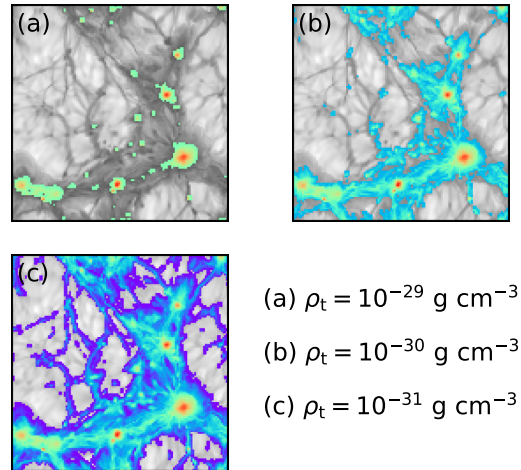 (a)
(b)
(c)
(a) ρt = 10⁻²⁹ g cm⁻³
(b) ρt = 10⁻³⁰ g cm⁻³
(c) ρt = 10⁻³¹ g cm⁻³